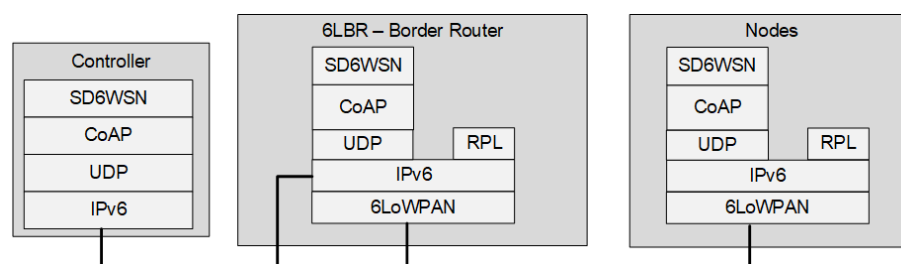 Controller
SD6WSN
CoAP
UDP
IPv6
6LBR – Border Router
SD6WSN
CoAP
UDP
RPL
IPv6
6LoWPAN
Nodes
SD6WSN
CoAP
UDP
RPL
IPv6
6LoWPAN